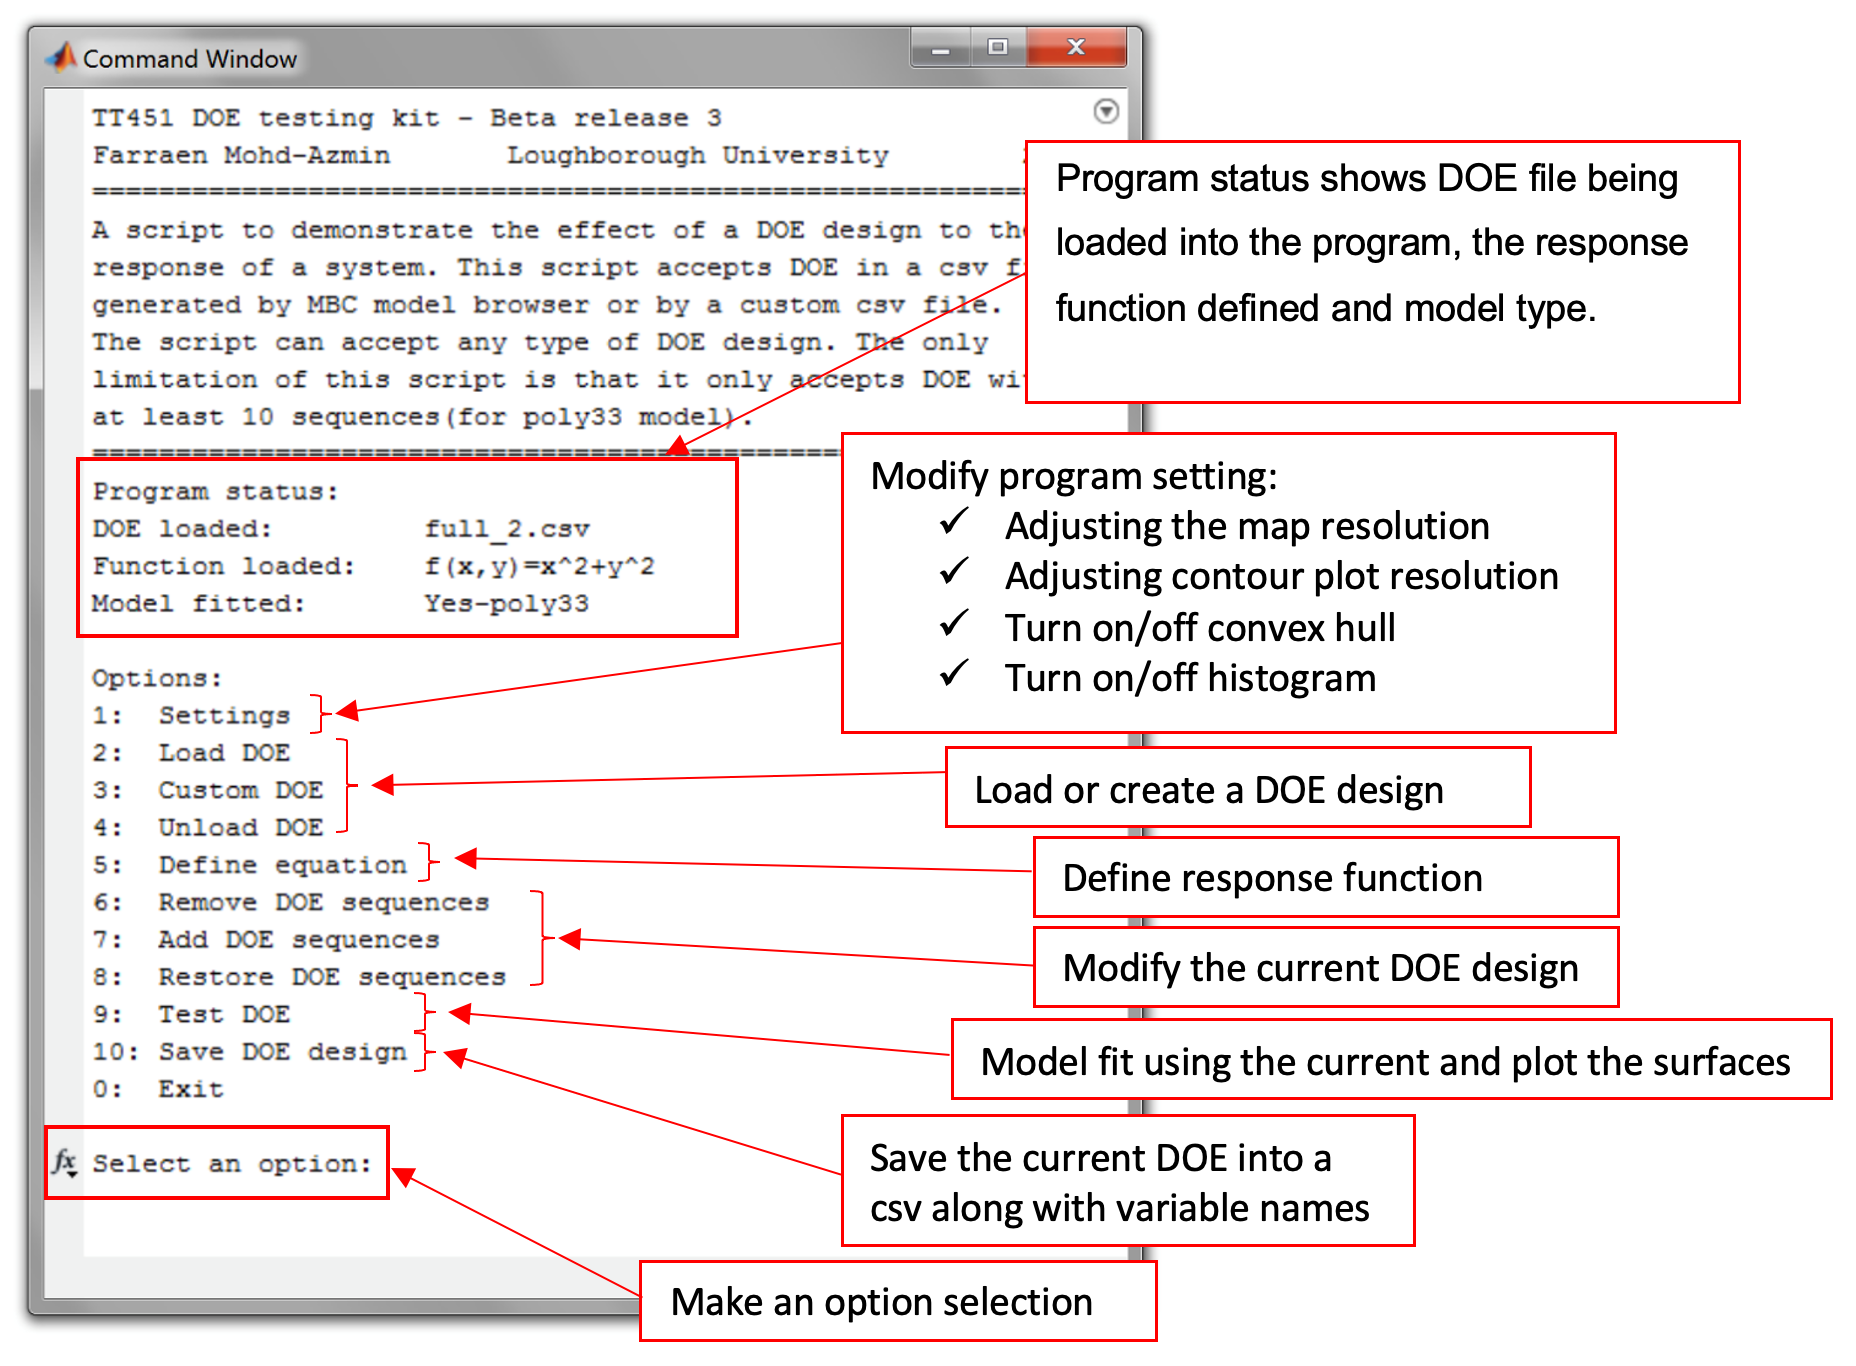 Command Window
TT451 DOE testing kit - Beta release 3
Farraen Mohd-Azmin Loughborough University
============================================================
A script to demonstrate the effect of a DOE design to the
response of a system. This script accepts DOE in a csv f
generated by MBC model browser or by a custom csv file.
The script can accept any type of DOE design. The only
limitation of this script is that it only accepts DOE wi
at least 10 sequences(for poly33 model).
============================================================
Program status:
DOE loaded: full_2.csv
Function loaded: f(x,y)=x^2+y^2
Model fitted: Yes-poly33
Options:
1: Settings
2: Load DOE
3: Custom DOE
4: Unload DOE
5: Define equation
6: Remove DOE sequences
7: Add DOE sequences
8: Restore DOE sequences
9: Test DOE
10: Save DOE design
0: Exit
fx Select an option:
Program status shows DOE file being
loaded into the program, the response
function defined and model type.
Modify program setting:
✓ Adjusting the map resolution
✓ Adjusting contour plot resolution
✓ Turn on/off convex hull
✓ Turn on/off histogram
Load or create a DOE design
Define response function
Modify the current DOE design
Model fit using the current and plot the surfaces
Save the current DOE into a
csv along with variable names
Make an option selection